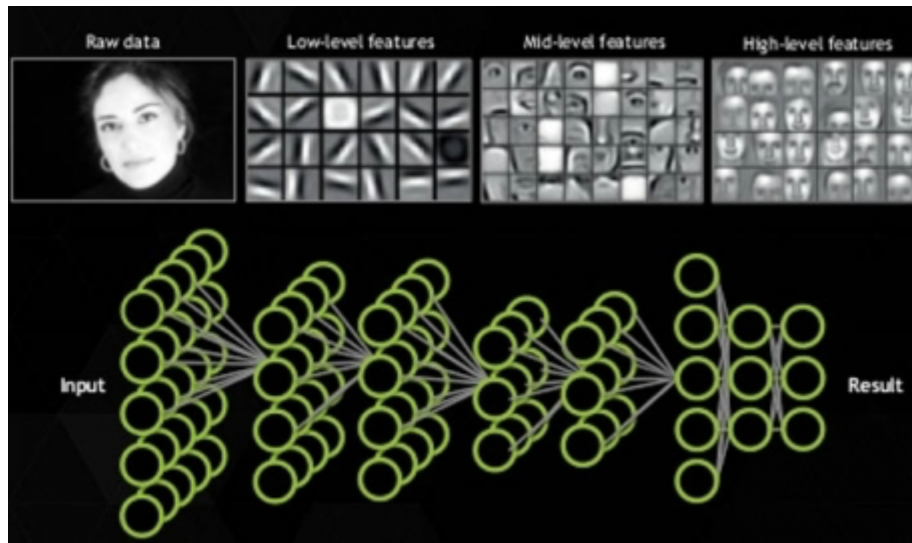 Raw data
Low-level features
Mid-level features
High-level features
Input
Result